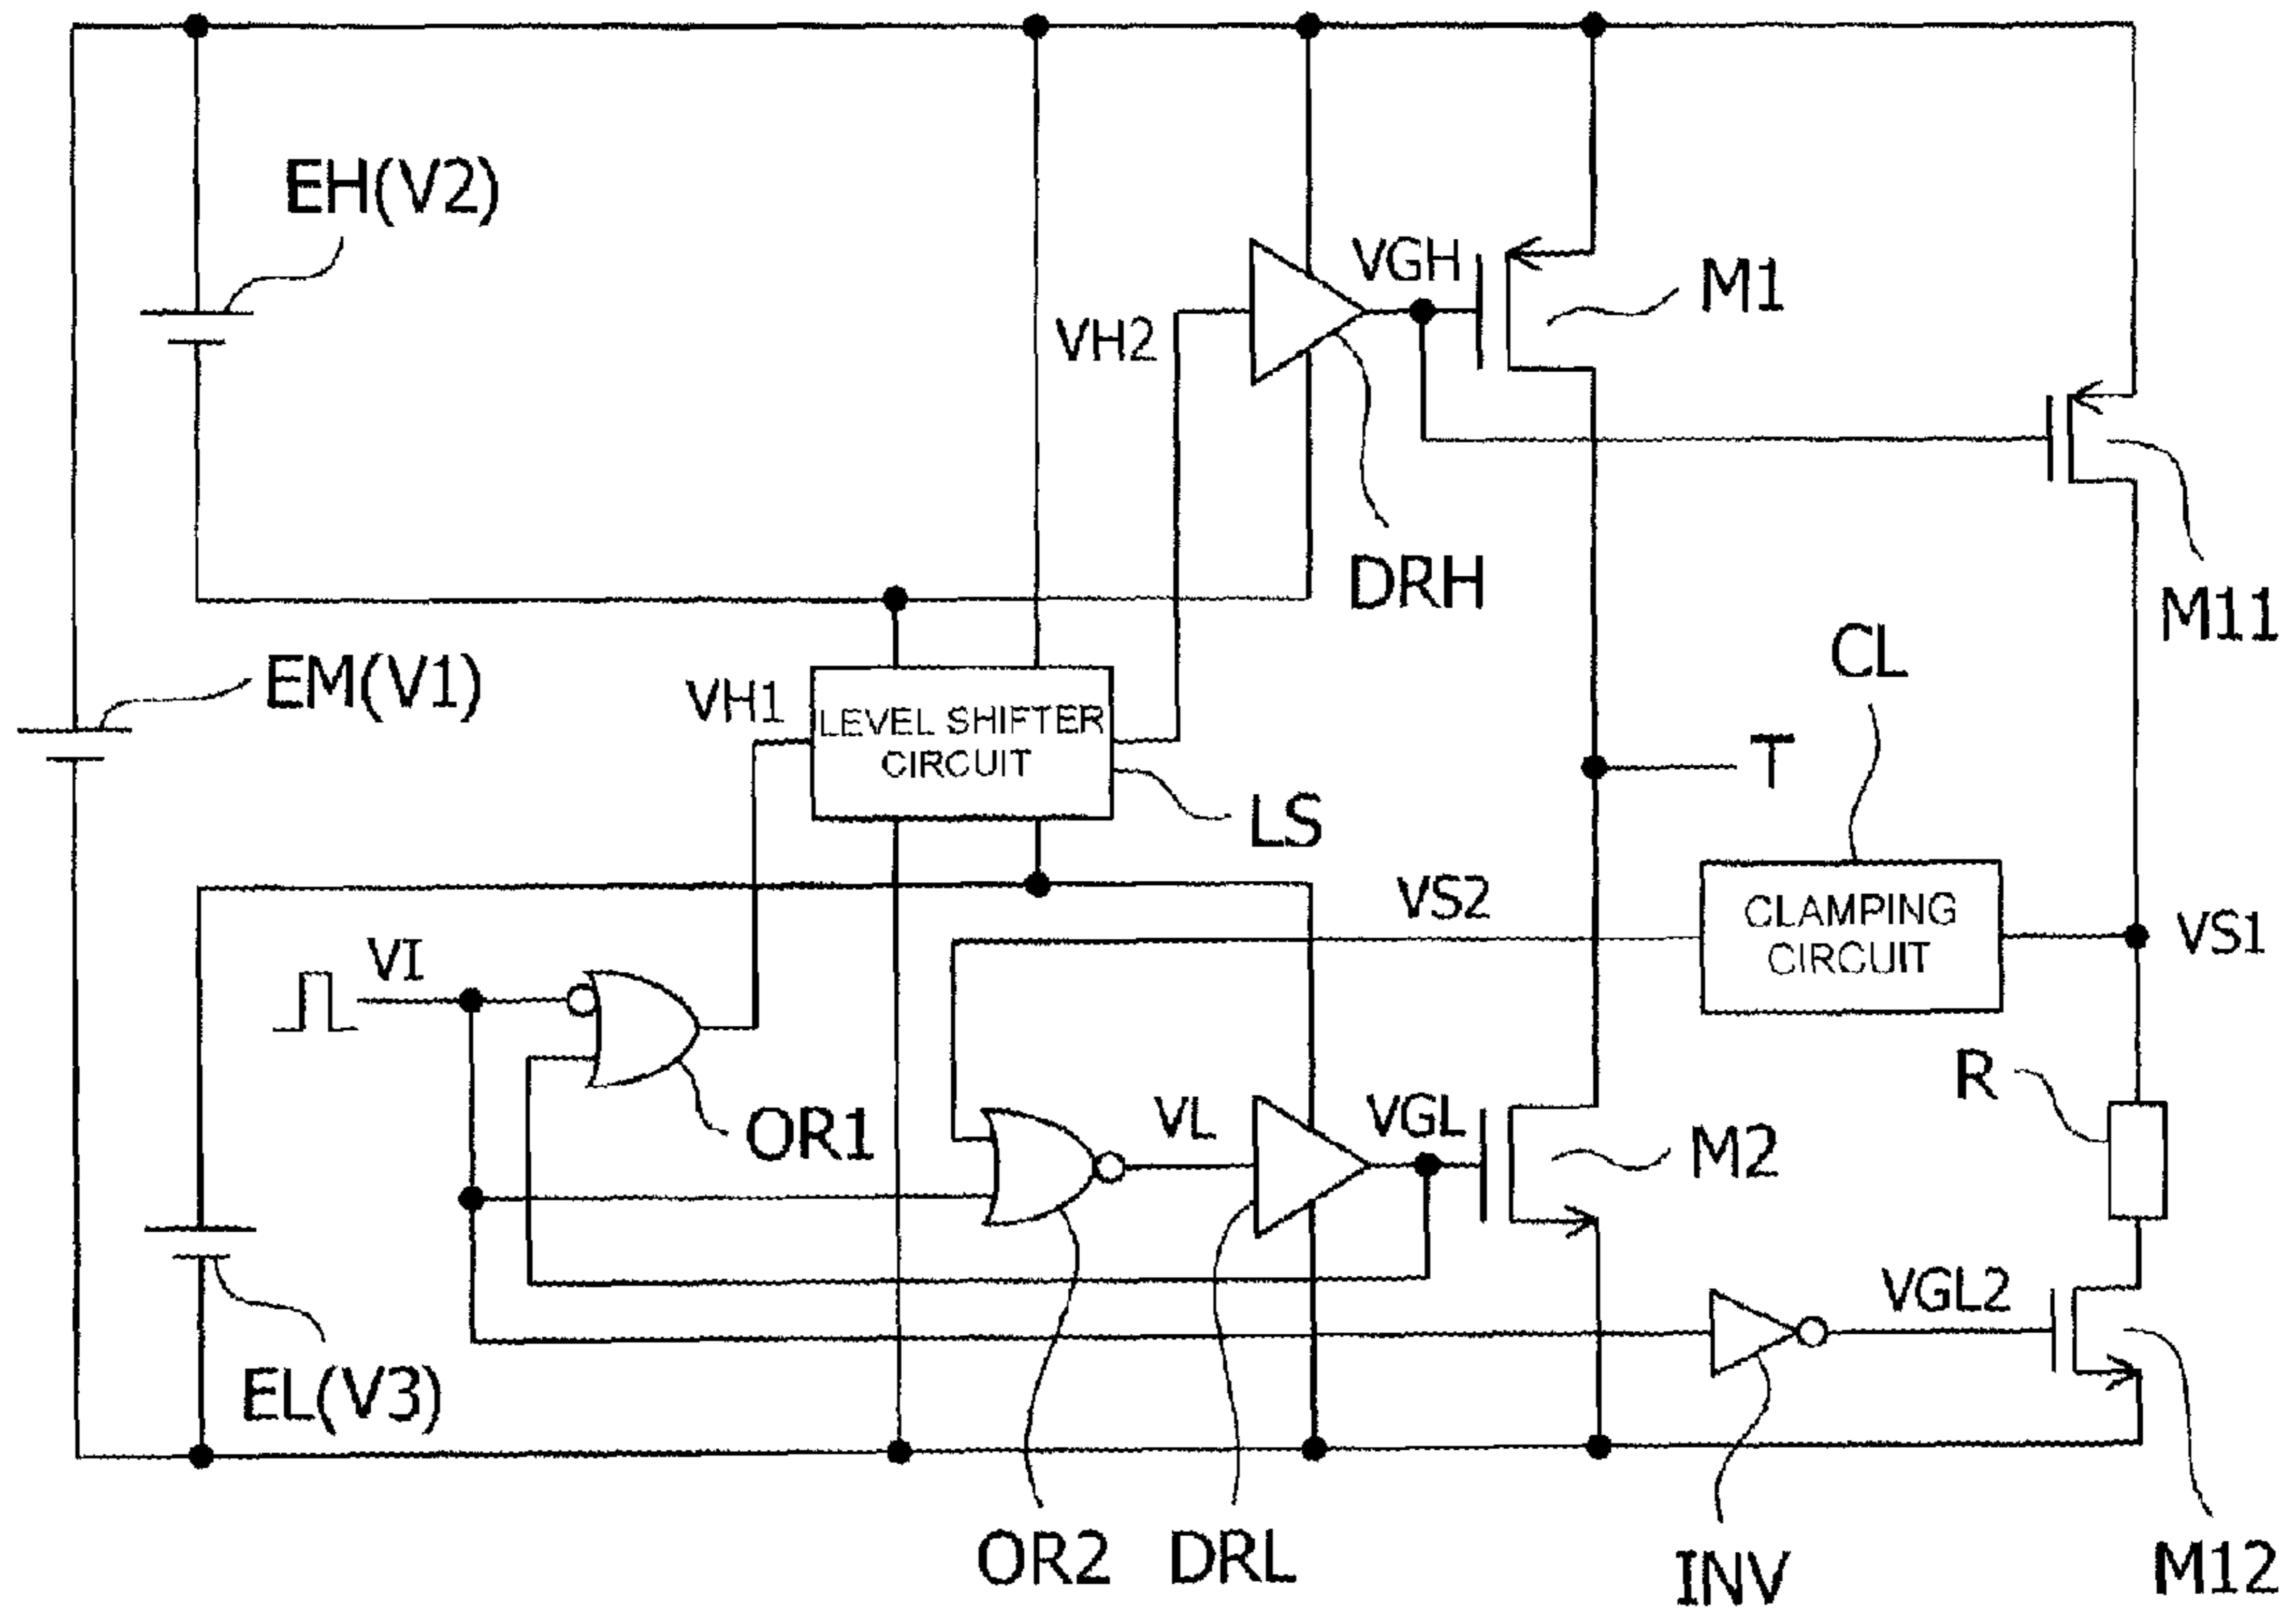 EH(V2)
VGH
M1
VH2
DRH
M11
CL
EM(V1)
VH1
LEVEL SHIFTER
CIRCUIT
T
LS
VS2
CLAMPING
CIRCUIT
VS1
VI
R
OR1
VL
VGL
M2
VGL2
EL(V3)
OR2
DRL
INV
M12